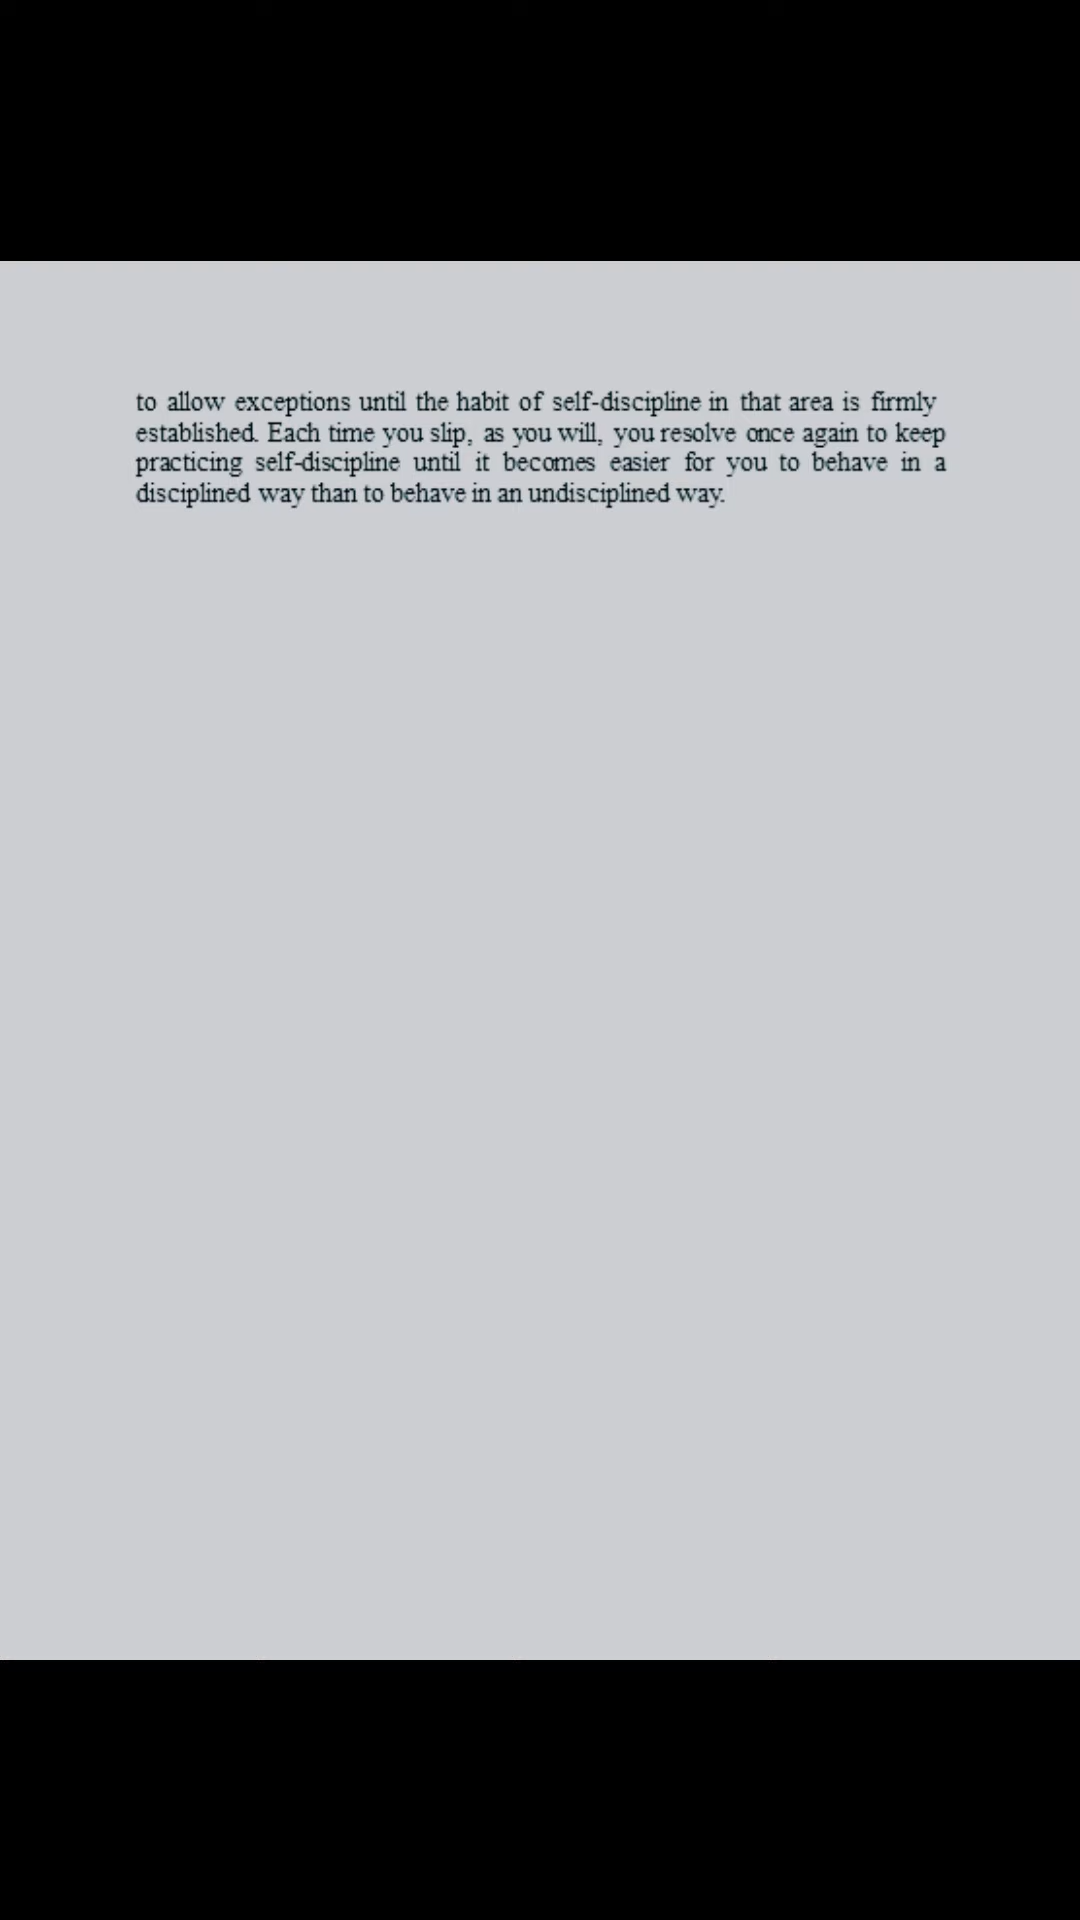 to allow exceptions until the habit of self-discipline in that area is firmly
established. Each time you slip, as you will, you resolve once again to keep
practicing self-discipline until it becomes easier for you to behave in a
disciplined way than to behave in an undisciplined way.